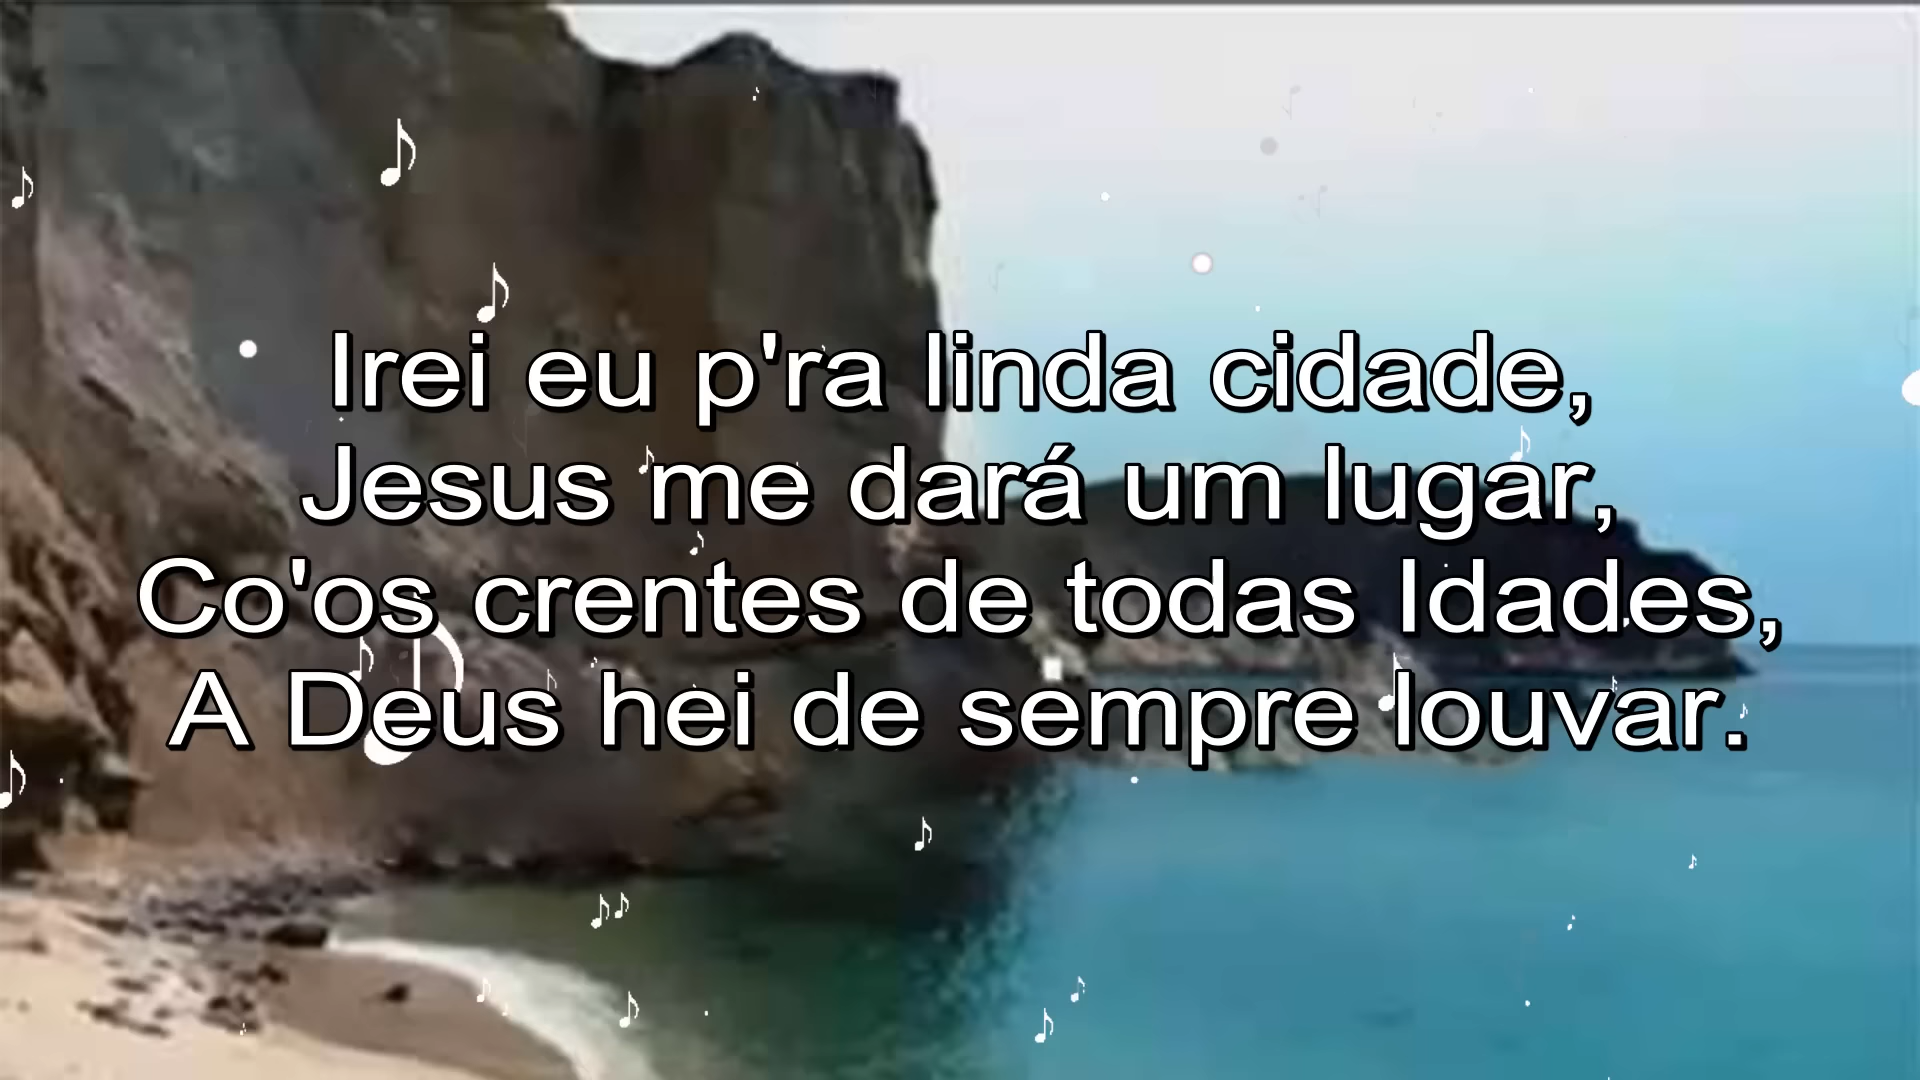 Irei eu p'ra linda cidade,
Jesus me dará um lugar,
Co'os crentes de todas Idades,
A Deus hei de sempre louvar.